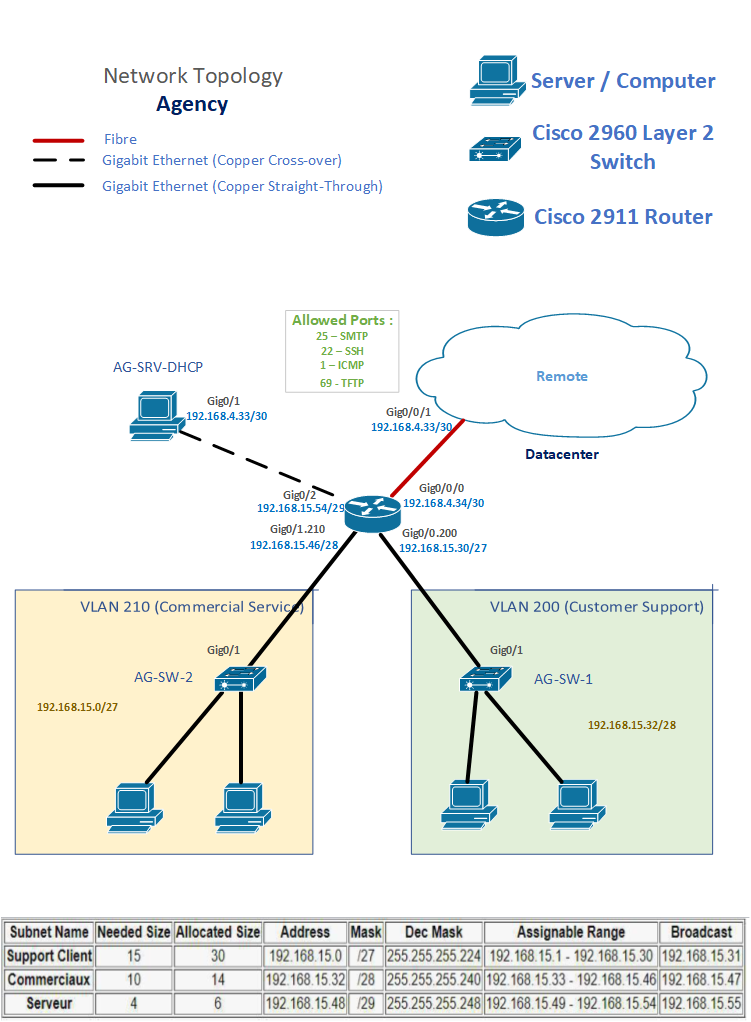 Network Topology
Agency
Fibre
Gigabit Ethernet (Copper Cross-over)
Gigabit Ethernet (Copper Straight-Through)
Server / Computer
Cisco 2960 Layer 2
Switch
Cisco 2911 Router
Allowed Ports :
25 – SMTP
22 – SSH
1 – ICMP
69 - TFTP
AG-SRV-DHCP
Gig0/1
192.168.4.33/30
Remote
Gig0/0/1
192.168.4.33/30
Datacenter
Gig0/2
192.168.15.54/29
Gig0/0/0
192.168.4.34/30
Gig0/1.210
192.168.15.46/28
Gig0/0.200
192.168.15.30/27
VLAN 210 (Commercial Service)
Gig0/1
AG-SW-2
192.168.15.0/27
VLAN 200 (Customer Support)
Gig0/1
AG-SW-1
192.168.15.32/28
Subnet Name Needed Size Allocated Size Address Mask Dec Mask Assignable Range Broadcast
Support Client 15 30 192.168.15.0 /27 255.255.255.224 192.168.15.1 - 192.168.15.30 192.168.15.31
Commerciaux 10 14 192.168.15.32 /28 255.255.255.240 192.168.15.33 - 192.168.15.46 192.168.15.47
Serveur 4 6 192.168.15.48 /29 255.255.255.248 192.168.15.49 - 192.168.15.54 192.168.15.55